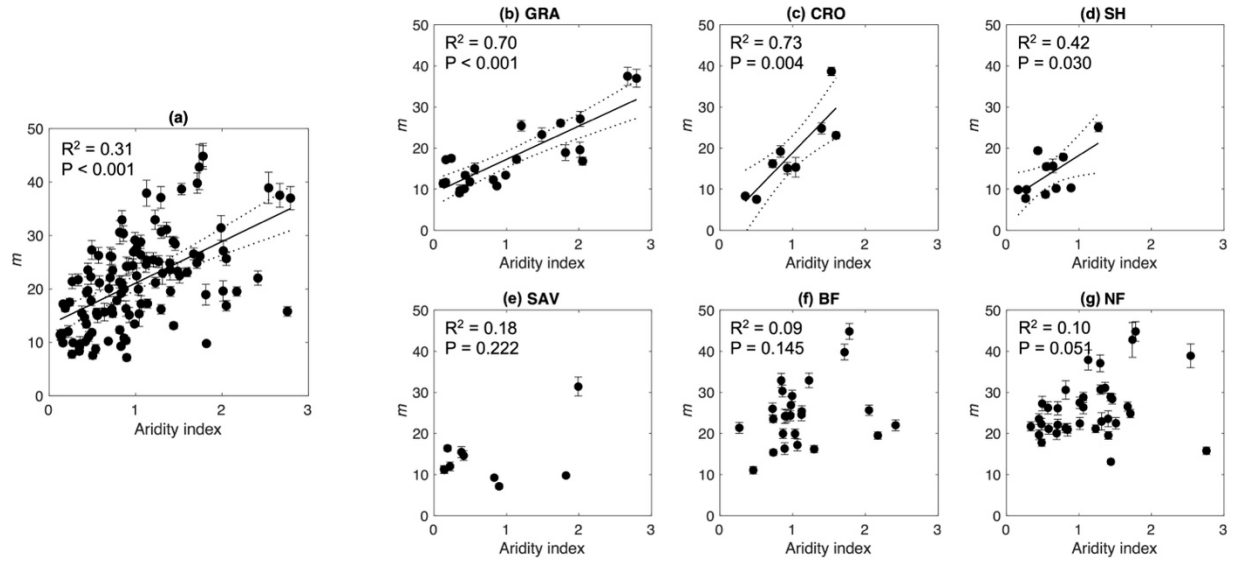 (a)
R² = 0.31
P < 0.001
m
50
40
30
20
10
0
0 1 2 3
Aridity index
(b) GRA
R² = 0.70
P < 0.001
m
50
40
30
20
10
0
0 1 2 3
Aridity index
(c) CRO
R² = 0.73
P = 0.004
m
50
40
30
20
10
0
0 1 2 3
Aridity index
(d) SH
R² = 0.42
P = 0.030
m
50
40
30
20
10
0
0 1 2 3
Aridity index
(e) SAV
R² = 0.18
P = 0.222
m
50
40
30
20
10
0
0 1 2 3
Aridity index
(f) BF
R² = 0.09
P = 0.145
m
50
40
30
20
10
0
0 1 2 3
Aridity index
(g) NF
R² = 0.10
P = 0.051
m
50
40
30
20
10
0
0 1 2 3
Aridity index